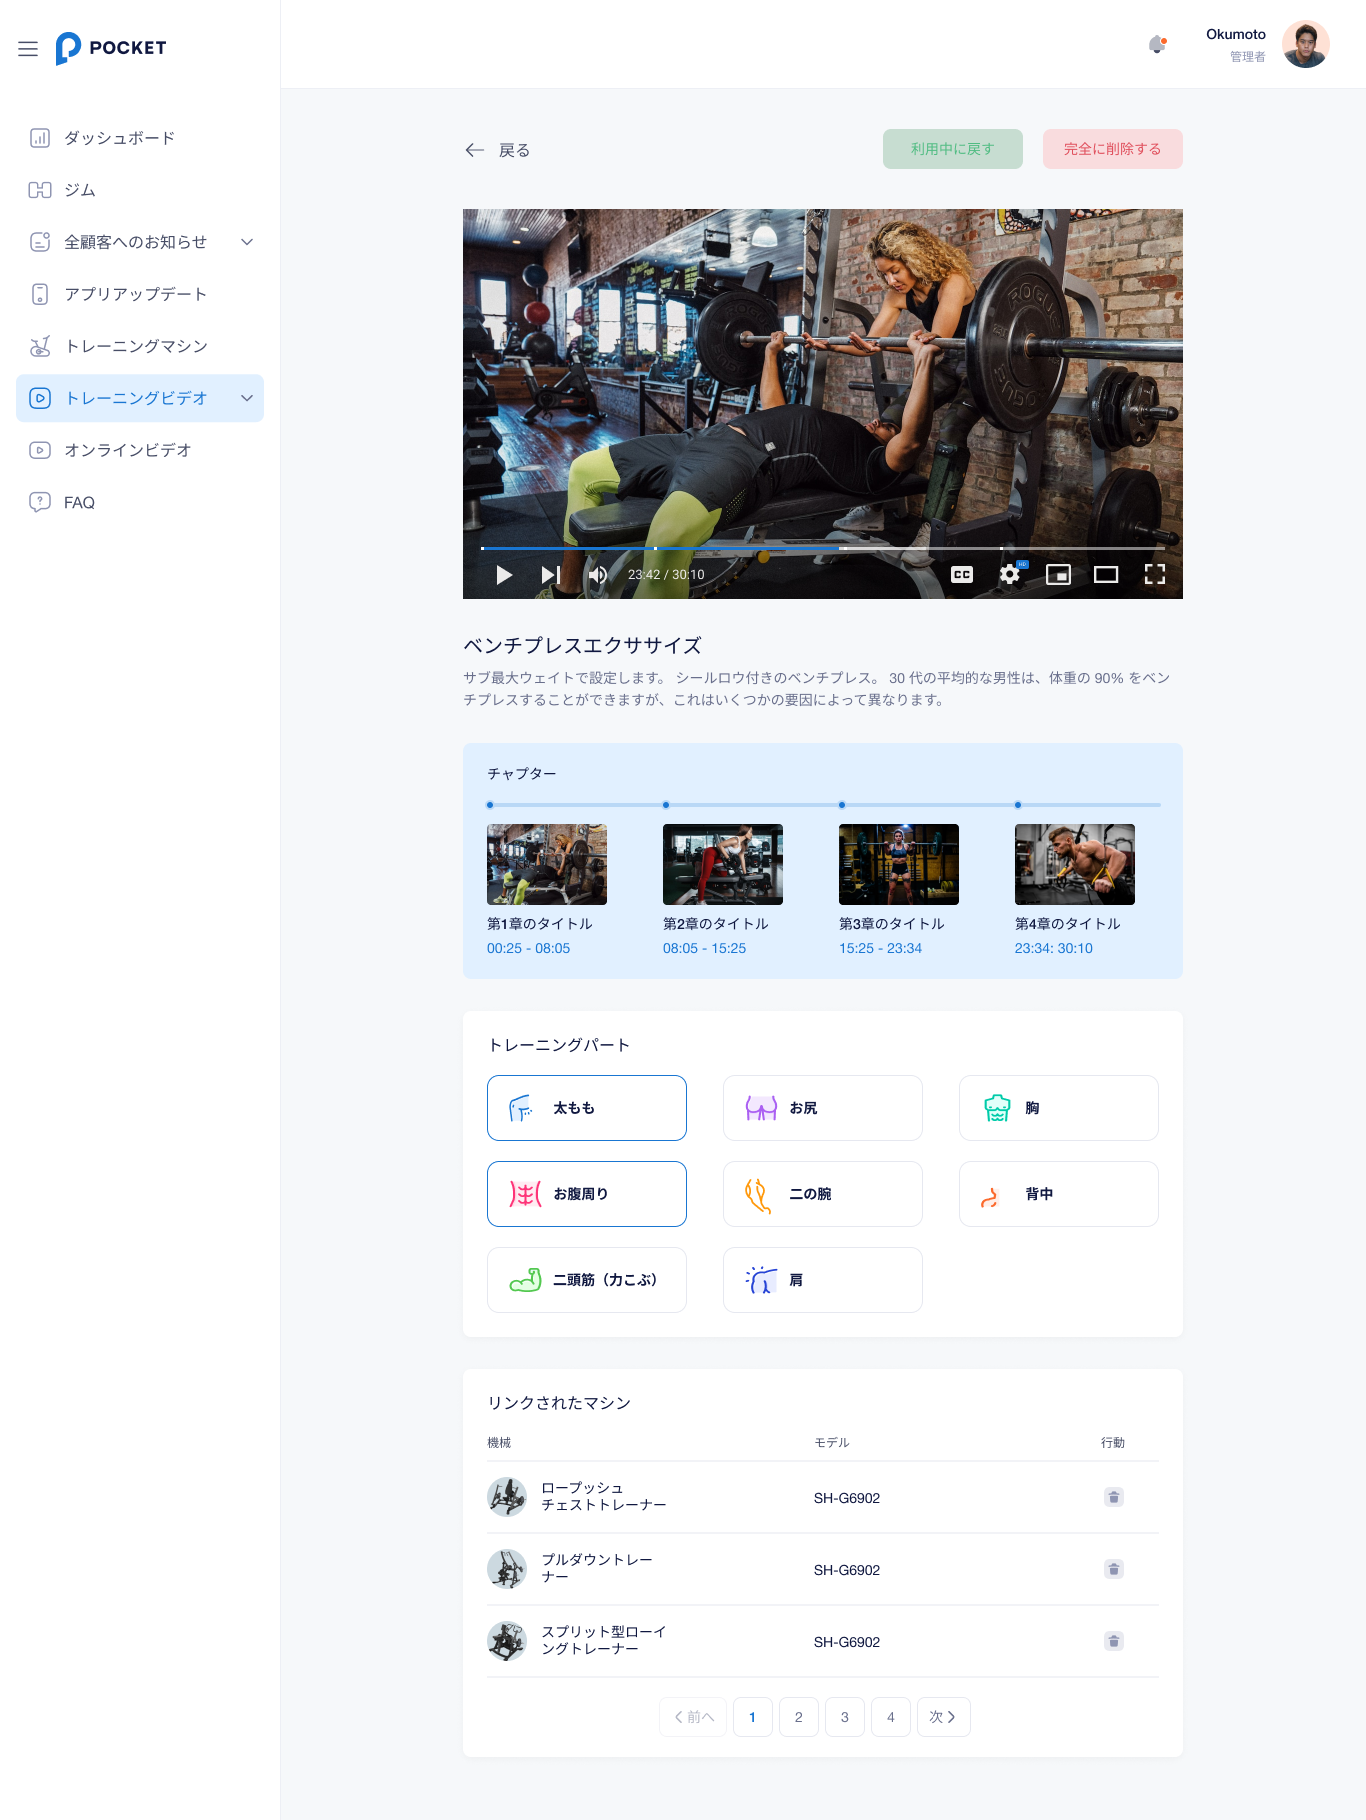 POCKET
Okumoto
管理者
ダッシュボード
ジム
全顧客へのお知らせ
アプリアップデート
トレーニングマシン
トレーニングビデオ
オンラインビデオ
FAQ
戻る
利用中に戻す
完全に削除する
ROGUE
ROGUE
23:42 / 30:10
CC
HD
ベンチプレスエクササイズ
サブ最大ウェイトで設定します。 シールロウ付きのベンチプレス。 30 代の平均的な男性は、体重の 90% をベン
チプレスすることができますが、これはいくつかの要因によって異なります。
チャプター
第1章のタイトル
00:25 - 08:05
第2章のタイトル
08:05 - 15:25
第3章のタイトル
15:25 - 23:34
第4章のタイトル
23:34: 30:10
トレーニングパート
太もも
お尻
胸
お腹周り
二の腕
背中
二頭筋（力こぶ）
肩
リンクされたマシン
機械 モデル 行動
ロープッシュ
チェストトレーナー
SH-G6902
プルダウントレー
ナー
SH-G6902
スプリット型ローイ
ングトレーナー
SH-G6902
前へ 1 2 3 4 次